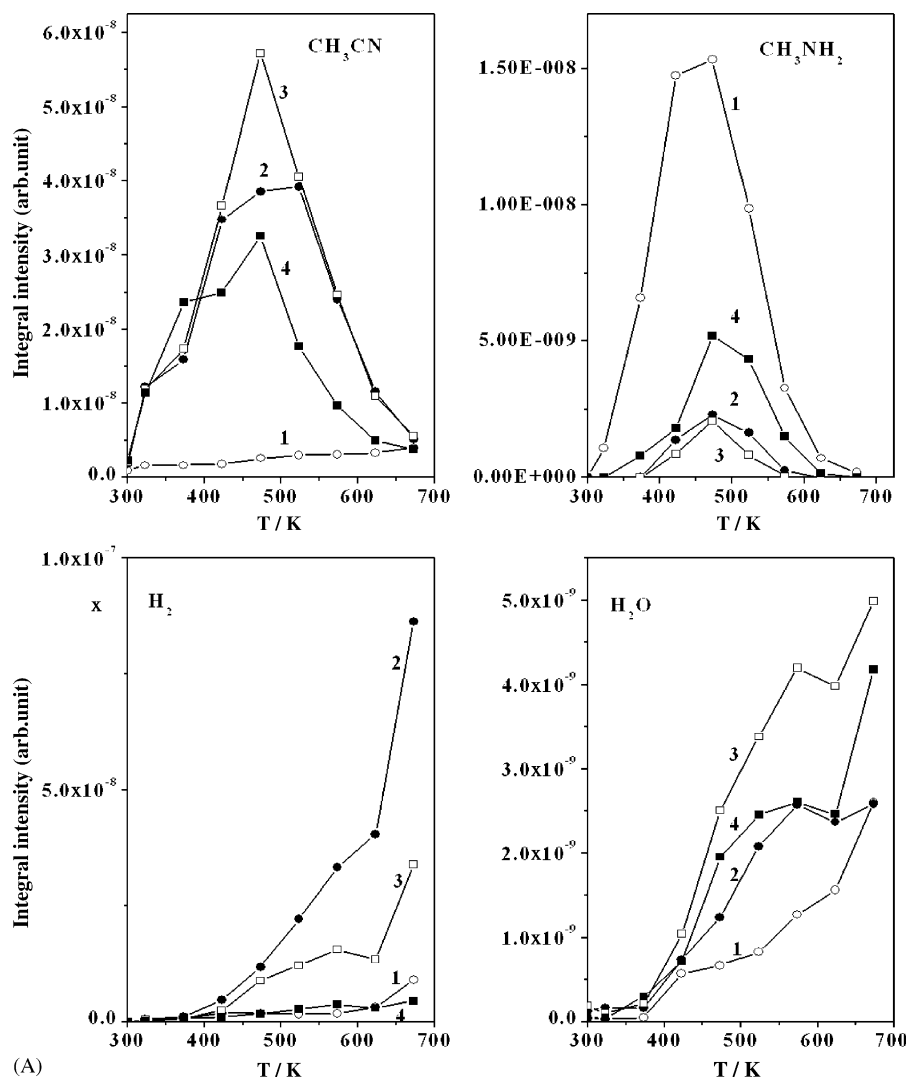 CH₃CN
6.0x10⁻⁸
5.0x10⁻⁸
4.0x10⁻⁸
3.0x10⁻⁸
2.0x10⁻⁸
1.0x10⁻⁸
0.0
Integral intensity (arb.unit)
3
2
4
1
300 400 500 600 700
T / K
CH₃NH₂
1.50E-008
1.00E-008
5.00E-009
0.00E+000
1
4
2
3
300 400 500 600 700
T / K
1.0x10⁻⁷
x
H₂
5.0x10⁻⁸
0.0
Integral intensity (arb.unit)
2
3
1
4
300 400 500 600 700
T / K
H₂O
5.0x10⁻⁹
4.0x10⁻⁹
3.0x10⁻⁹
2.0x10⁻⁹
1.0x10⁻⁹
0.0
3
4
2
1
300 400 500 600 700
T / K
(A)